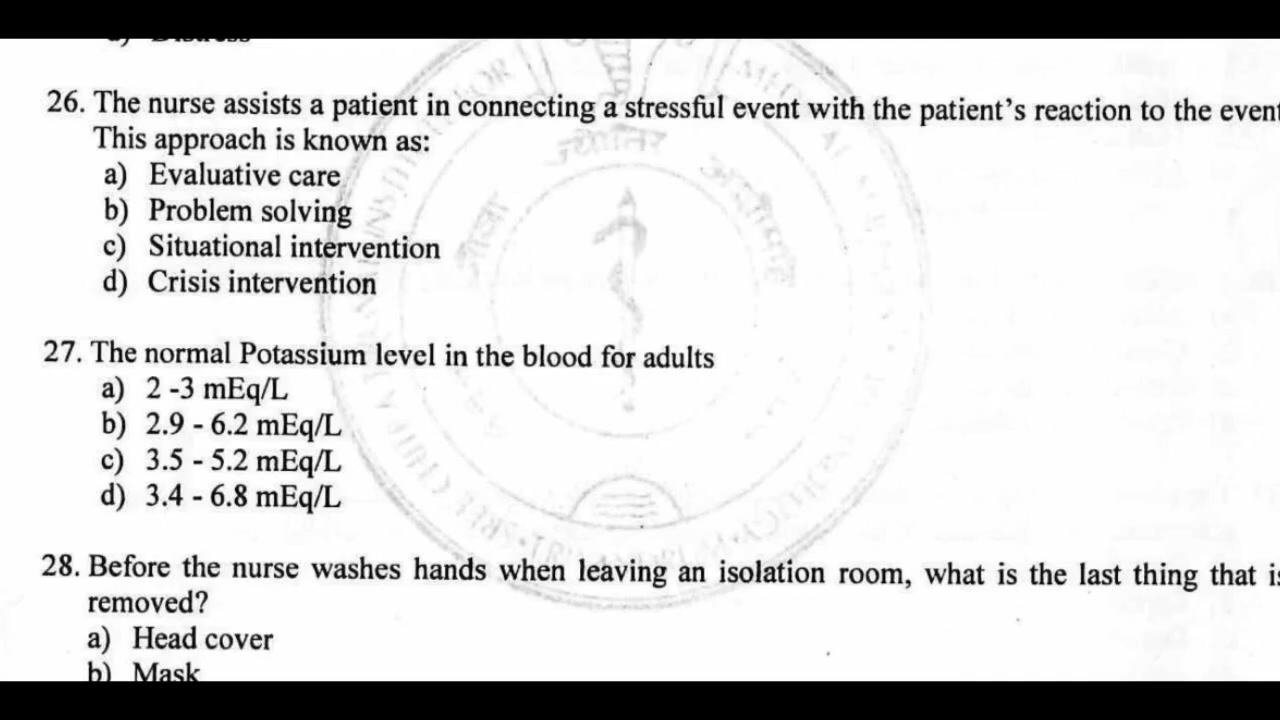 26. The nurse assists a patient in connecting a stressful event with the patient's reaction to the event
This approach is known as:
a) Evaluative care
b) Problem solving
c) Situational intervention
d) Crisis intervention
27. The normal Potassium level in the blood for adults
a) 2 -3 mEq/L
b) 2.9 - 6.2 mEq/L
c) 3.5 - 5.2 mEq/L
d) 3.4 - 6.8 mEq/L
28. Before the nurse washes hands when leaving an isolation room, what is the last thing that is
removed?
a) Head cover
b) Mask